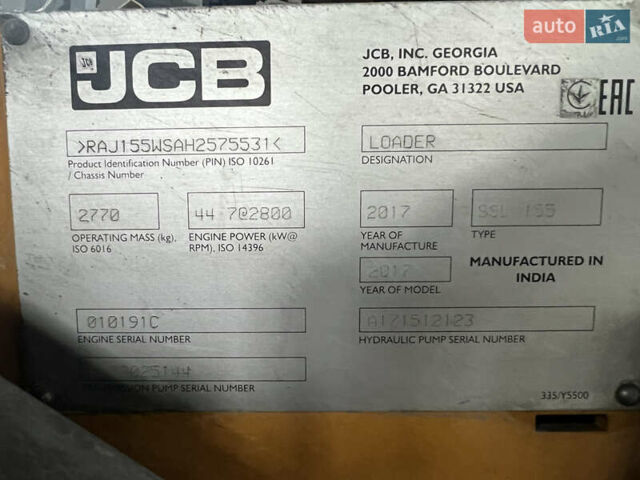 auto RIA.com
JCB
JCB, INC. GEORGIA
2000 BAMFORD BOULEVARD
POOLER, GA 31322 USA
EAC
>RAJ155WSAH2575531<
Product Identification Number (PIN) ISO 10261
/ Chassis Number
LOADER
DESIGNATION
2770
OPERATING MASS (kg),
ISO 6016
44 7@2800
ENGINE POWER (kW@
RPM), ISO 14396
2017
YEAR OF
MANUFACTURE
SSL 155
TYPE
2017
YEAR OF MODEL
MANUFACTURED IN
INDIA
010191C
ENGINE SERIAL NUMBER
A171512123
HYDRAULIC PUMP SERIAL NUMBER
PUMP SERIAL NUMBER
335/Y5500